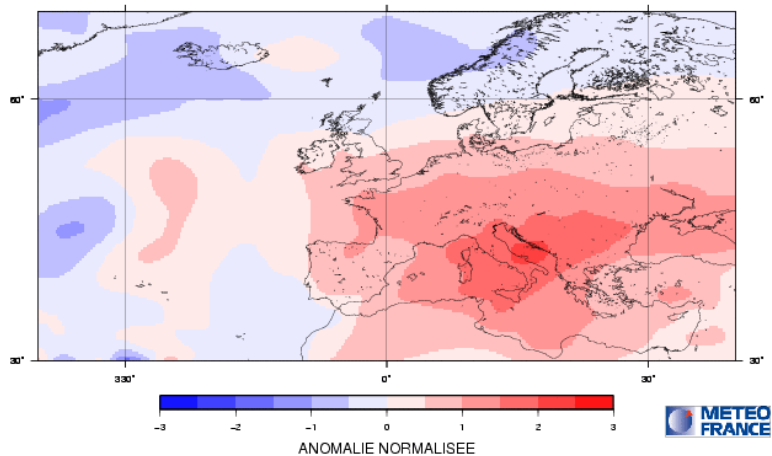 60° 60°
30° 30°
330° 0° 30°
-3 -2 -1 0 1 2 3
ANOMALIE NORMALISEE
METEO
FRANCE